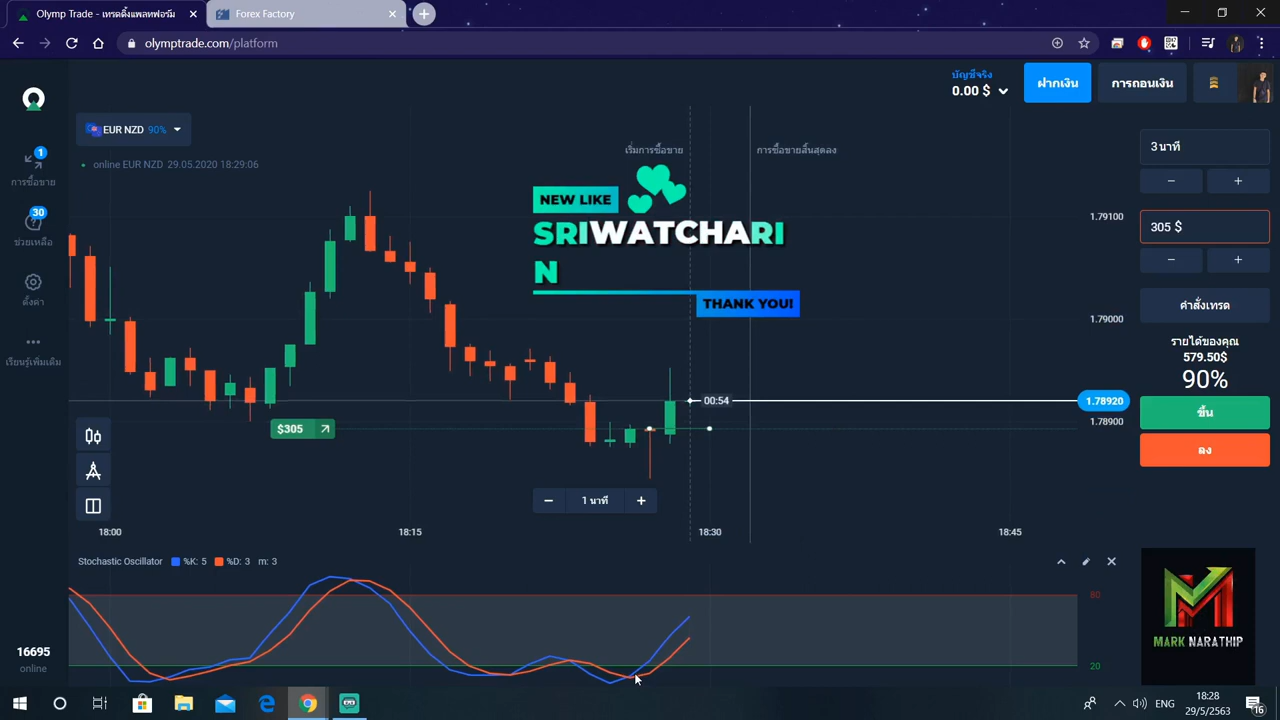 Olymp Trade - เทรดดิ้งแพลทฟอร์ม
Forex Factory
olymptrade.com/platform
บัญชีจริง
0.00 $
ฝากเงิน
การถอนเงิน
EUR NZD 90%
online EUR NZD 29.05.2020 18:29:06
1
การซื้อขาย
30
ช่วยเหลือ
ตั้งค่า
เรียนรู้เพิ่มเติม
16695
online
เริ่มการซื้อขาย
การซื้อขายสิ้นสุดลง
NEW LIKE
SRIWATCHARI
N
THANK YOU!
1.79100
1.79000
1.78920
1.78900
00:54
$305
1 นาที
18:00
18:15
18:30
18:45
Stochastic Oscillator %K: 5 %D: 3 m: 3
80
20
3 นาที
305 $
คำสั่งเทรด
รายได้ของคุณ
579.50$
90%
ขึ้น
ลง
MARK NARATHIP
ENG
18:28
29/5/2563
16